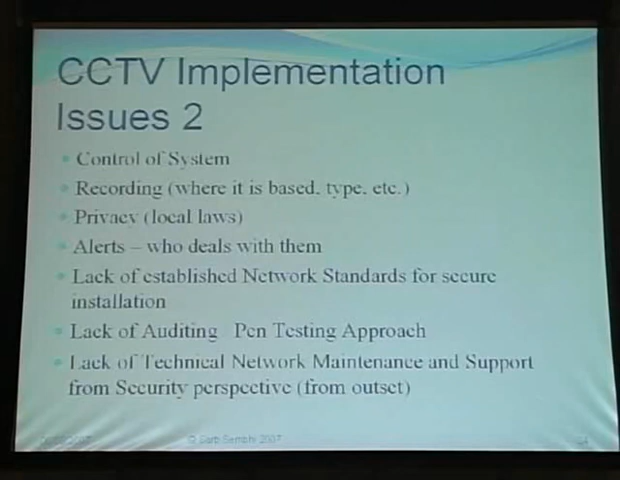 CCTV Implementation
Issues 2
Control of System
Recording (where it is based, type, etc.)
Privacy (local laws)
Alerts – who deals with them
Lack of established Network Standards for secure
installation
Lack of Auditing Pen Testing Approach
Lack of Technical Network Maintenance and Support
from Security perspective (from outset)
© Sarb Sembhi 2007